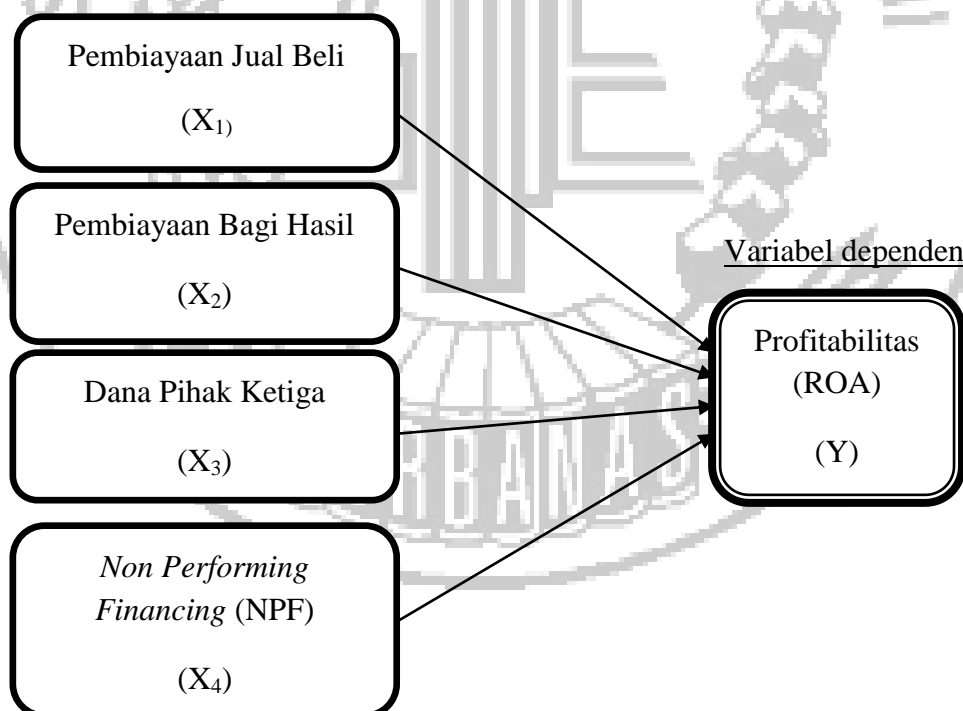 Pembiayaan Jual Beli
(X1)
Pembiayaan Bagi Hasil
(X2)
Dana Pihak Ketiga
(X3)
Non Performing
Financing (NPF)
(X4)
Variabel dependen
Profitabilitas
(ROA)
(Y)